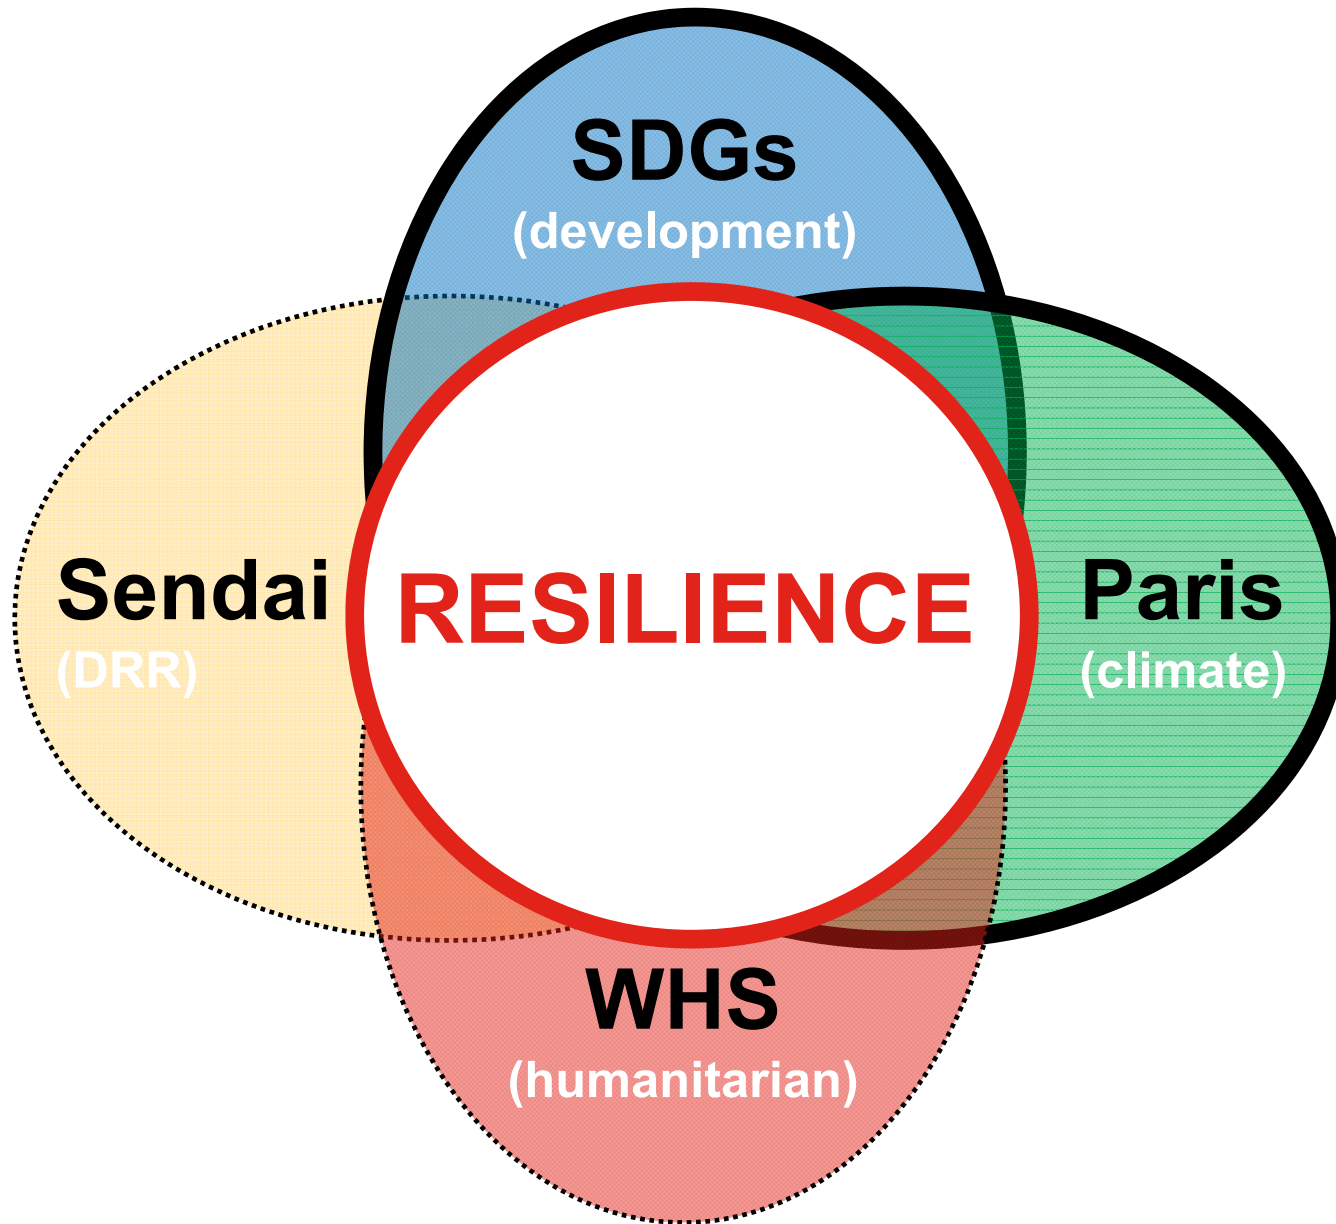 SDGs
(development)
Sendai
(DRR)
RESILIENCE
Paris
(climate)
WHS
(humanitarian)